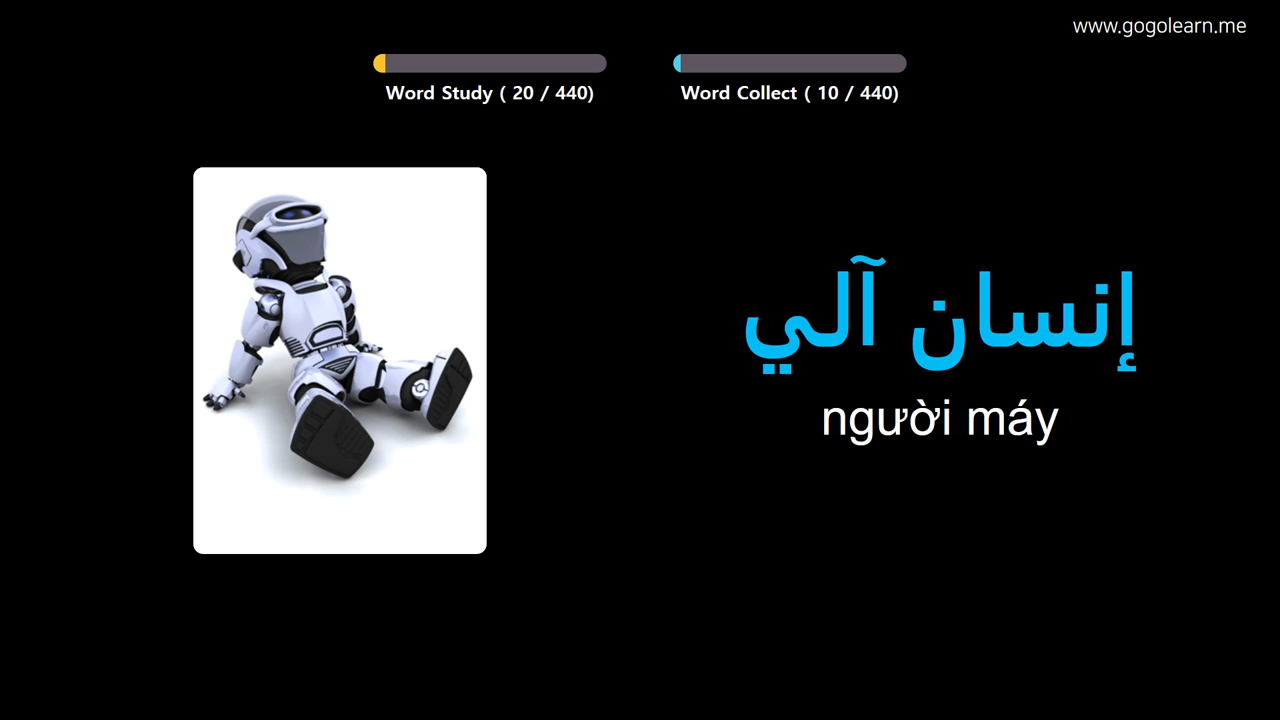 www.gogolearn.me
Word Study ( 20 / 440)
Word Collect ( 10 / 440)
إنسان آلي
người máy